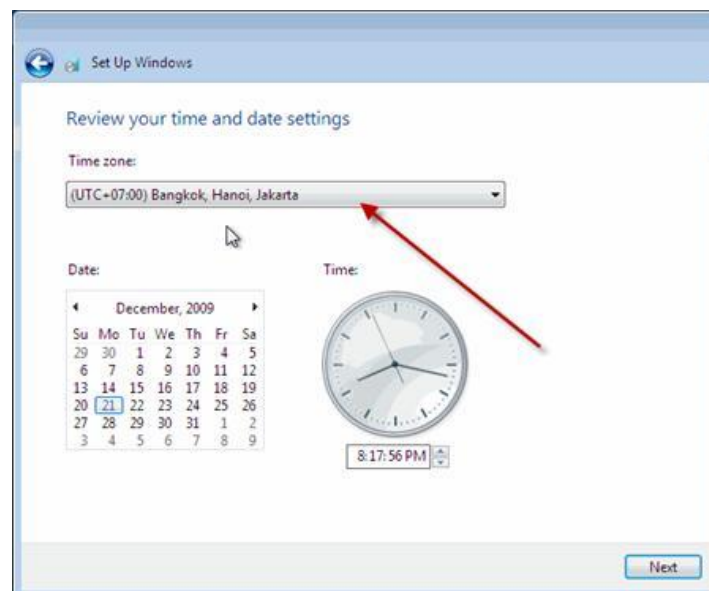 Set Up Windows
Review your time and date settings
Time zone:
(UTC+07:00) Bangkok, Hanoi, Jakarta
Date:
Time:
December, 2009
Su Mo Tu We Th Fr Sa
29 30 1 2 3 4 5
6 7 8 9 10 11 12
13 14 15 16 17 18 19
20 21 22 23 24 25 26
27 28 29 30 31 1 2
3 4 5 6 7 8 9
8:17:56 PM
Next